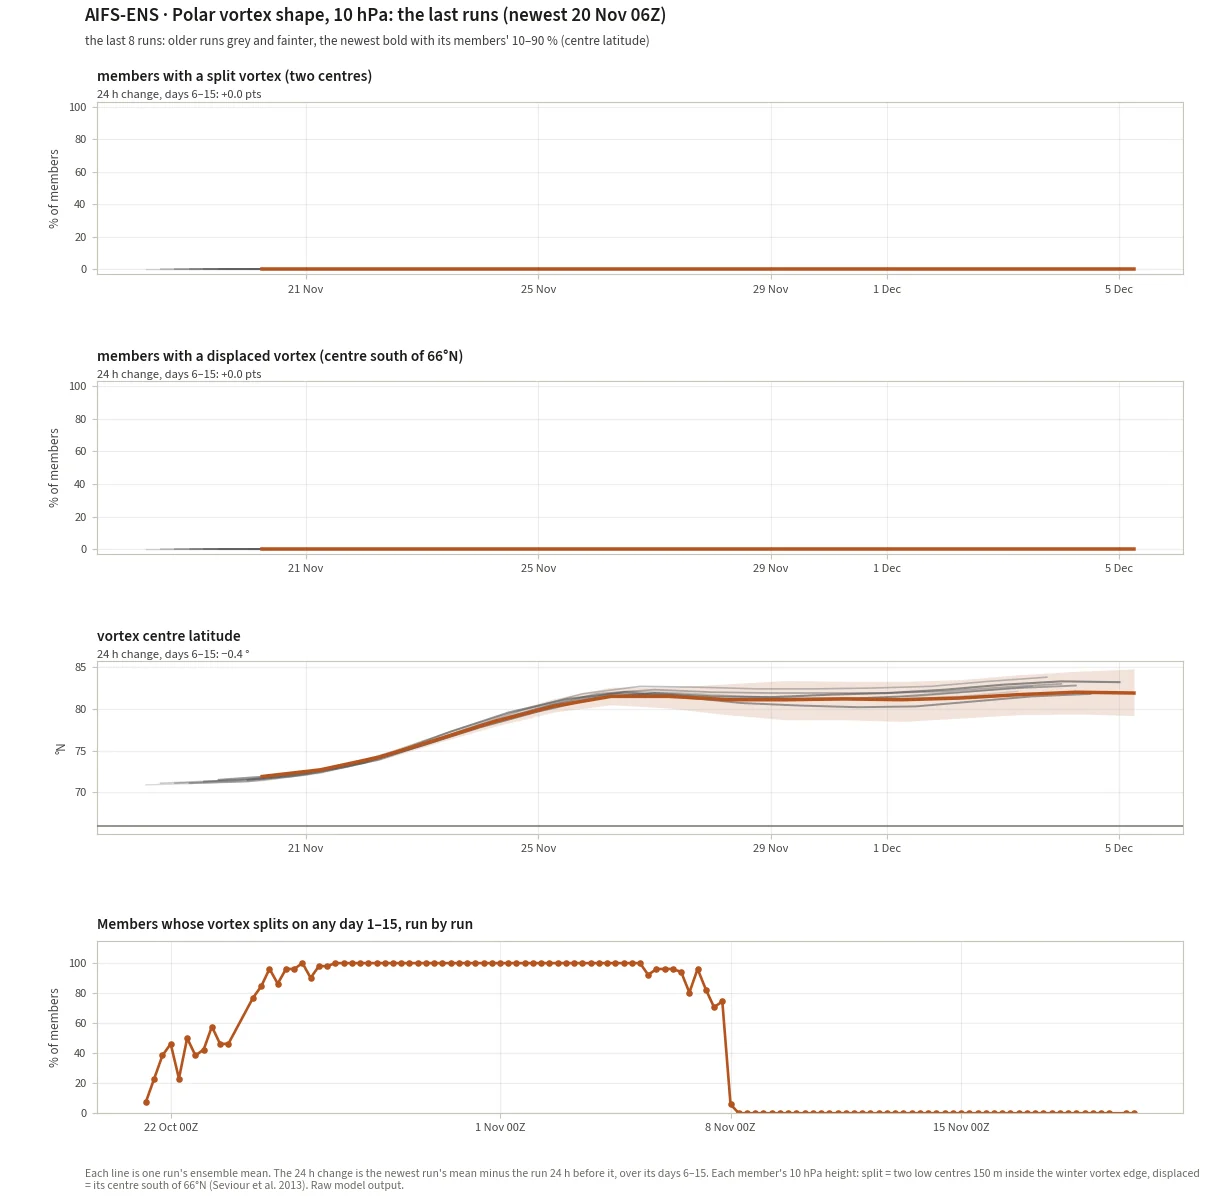 AIFS-ENS · Polar vortex shape, 10 hPa: the last runs (newest 20 Nov 06Z)
the last 8 runs: older runs grey and fainter, the newest bold with its members' 10–90 % (centre latitude)
members with a split vortex (two centres)
24 h change, days 6–15: +0.0 pts
100
80
60
40
20
0
% of members
21 Nov
25 Nov
29 Nov
1 Dec
5 Dec
members with a displaced vortex (centre south of 66°N)
24 h change, days 6–15: +0.0 pts
100
80
60
40
20
0
% of members
21 Nov
25 Nov
29 Nov
1 Dec
5 Dec
vortex centre latitude
24 h change, days 6–15: −0.4 °
85
80
75
70
°N
21 Nov
25 Nov
29 Nov
1 Dec
5 Dec
Members whose vortex splits on any day 1–15, run by run
100
80
60
40
20
0
% of members
22 Oct 00Z
1 Nov 00Z
8 Nov 00Z
15 Nov 00Z
Each line is one run's ensemble mean. The 24 h change is the newest run's mean minus the run 24 h before it, over its days 6–15. Each member's 10 hPa height: split = two low centres 150 m inside the winter vortex edge, displaced
= its centre south of 66°N (Seviour et al. 2013). Raw model output.